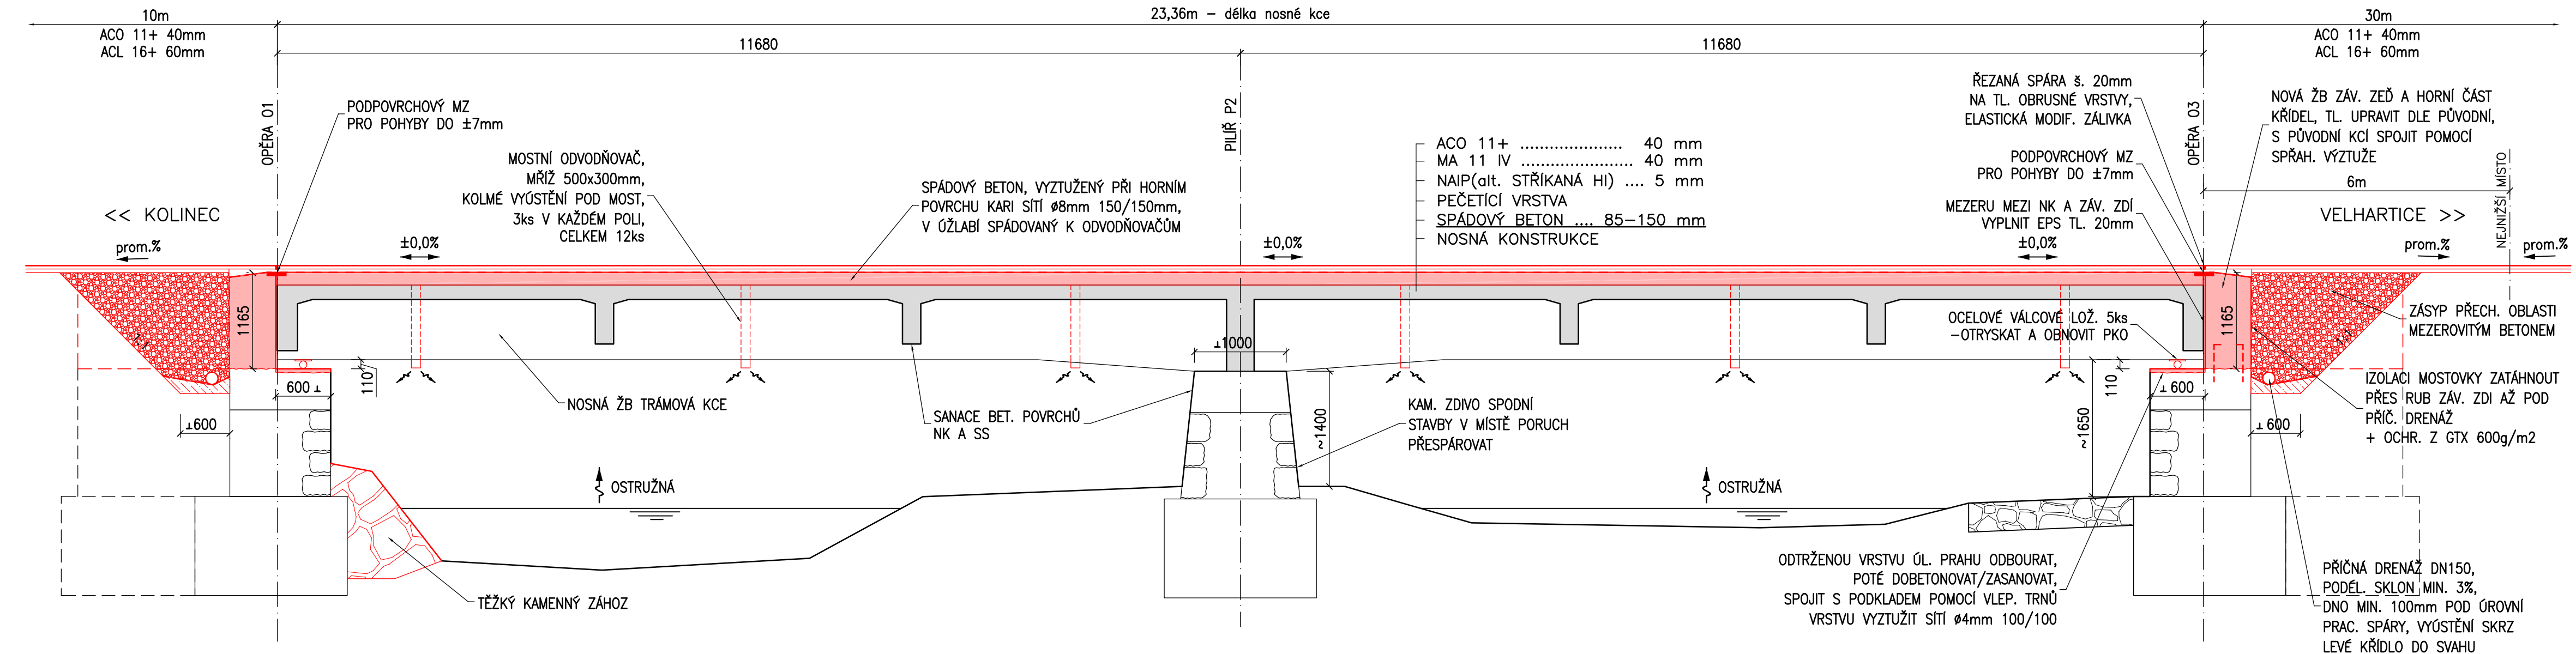 10m
23,36m – délka nosné kce
30m
ACO 11+ 40mm
ACL 16+ 60mm
11680
11680
ACO 11+ 40mm
ACL 16+ 60mm
OPĚRA O1
PODPOVRCHOVÝ MZ
PRO POHYBY DO ±7mm
MOSTNÍ ODVODŇOVAČ,
MŘÍŽ 500x300mm,
KOLMÉ VYÚSTĚNÍ POD MOST,
3ks V KAŽDÉM POLI,
CELKEM 12ks
SPÁDOVÝ BETON, VYZTUŽENÝ PŘI HORNÍM
POVRCHU KARI SÍTÍ ø8mm 150/150mm,
V ÚŽLABÍ SPÁDOVANÝ K ODVODŇOVAČŮM
PILÍŘ P2
ACO 11+ ..................... 40 mm
MA 11 IV ....................... 40 mm
NAIP(alt. STŘÍKANÁ HI) .... 5 mm
PEČETÍCÍ VRSTVA
SPÁDOVÝ BETON .... 85–150 mm
NOSNÁ KONSTRUKCE
ŘEZANÁ SPÁRA š. 20mm
NA TL. OBRUSNÉ VRSTVY,
ELASTICKÁ MODIF. ZÁLIVKA
PODPOVRCHOVÝ MZ
PRO POHYBY DO ±7mm
MEZERU MEZI NK A ZÁV. ZDÍ
VYPLNIT EPS TL. 20mm
OPĚRA O3
NOVÁ ŽB ZÁV. ZEĎ A HORNÍ ČÁST
KŘÍDEL, TL. UPRAVIT DLE PŮVODNÍ,
S PŮVODNÍ KCÍ SPOJIT POMOCÍ
SPŘAH. VÝZTUŽE
6m
NEJNIŽŠÍ MÍSTO
<< KOLINEC
VELHARTICE >>
prom.%
±0,0%
±0,0%
±0,0%
prom.%
prom.%
1165
1165
1:1
1:1
OCELOVÉ VÁLCOVÉ LOŽ. 5ks
-OTRYSKAT A OBNOVIT PKO
ZÁSYP PŘECH. OBLASTI
MEZEROVITÝM BETONEM
⊥1000
600 ⊥
110
NOSNÁ ŽB TRÁMOVÁ KCE
⊥600
SANACE BET. POVRCHŮ
NK A SS
KAM. ZDIVO SPODNÍ
STAVBY V MÍSTĚ PORUCH
PŘESPÁROVAT
~1400
~1650
110
⊥ 600
⊥ 600
IZOLACI MOSTOVKY ZATÁHNOUT
PŘES RUB ZÁV. ZDI AŽ POD
PŘÍČ. DRENÁŽ
+ OCHR. Z GTX 600g/m2
OSTRUŽNÁ
OSTRUŽNÁ
TĚŽKÝ KAMENNÝ ZÁHOZ
ODTRŽENOU VRSTVU ÚL. PRAHU ODBOURAT,
POTÉ DOBETONOVAT/ZASANOVAT,
SPOJIT S PODKLADEM POMOCÍ VLEP. TRNŮ
VRSTVU VYZTUŽIT SÍTÍ ø4mm 100/100
PŘÍČNÁ DRENÁŽ DN150,
PODÉL. SKLON MIN. 3%,
DNO MIN. 100mm POD ÚROVNÍ
PRAC. SPÁRY, VYÚSTĚNÍ SKRZ
LEVÉ KŘÍDLO DO SVAHU